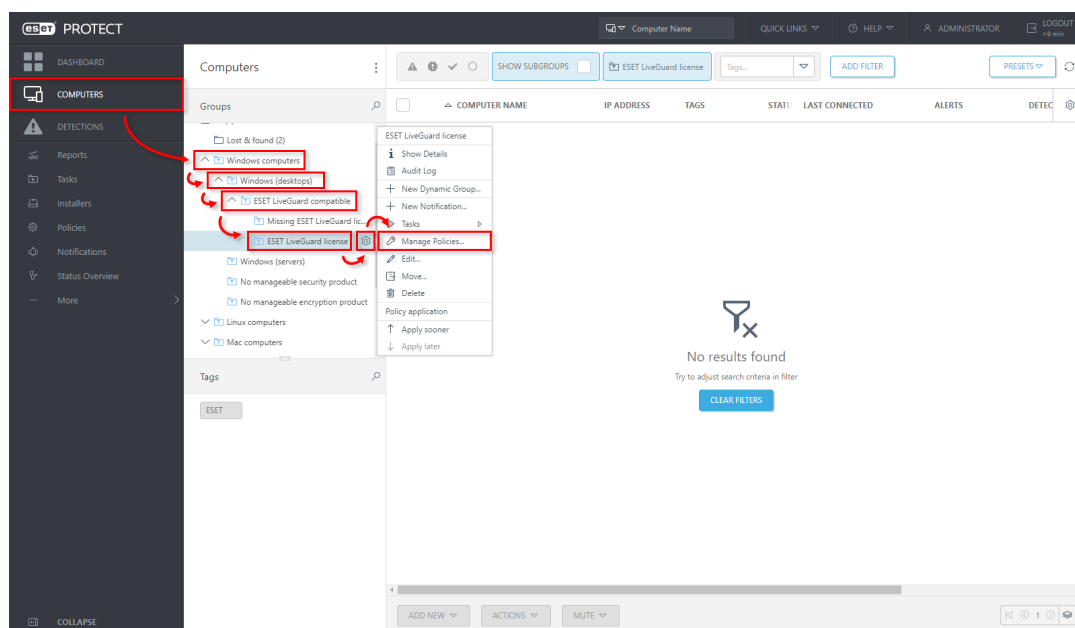 eset PROTECT
Computer Name
QUICK LINKS
HELP
ADMINISTRATOR
LOGOUT
>9 min
DASHBOARD
COMPUTERS
DETECTIONS
Reports
Tasks
Installers
Policies
Notifications
Status Overview
More
COLLAPSE
Computers
SHOW SUBGROUPS
ESET LiveGuard license
Tags...
ADD FILTER
PRESETS
Groups
COMPUTER NAME
IP ADDRESS
TAGS
STATU
LAST CONNECTED
ALERTS
DETEC
Lost & found (2)
Windows computers
Windows (desktops)
ESET LiveGuard compatible
Missing ESET LiveGuard lic...
ESET LiveGuard license
Windows (servers)
No manageable security product
No manageable encryption product
Linux computers
Mac computers
Tags
ESET
ESET LiveGuard license
Show Details
Audit Log
New Dynamic Group...
New Notification...
Tasks
Manage Policies...
Edit...
Move...
Delete
Policy application
Apply sooner
Apply later
No results found
Try to adjust search criteria in filter
CLEAR FILTERS
ADD NEW
ACTIONS
MUTE
1